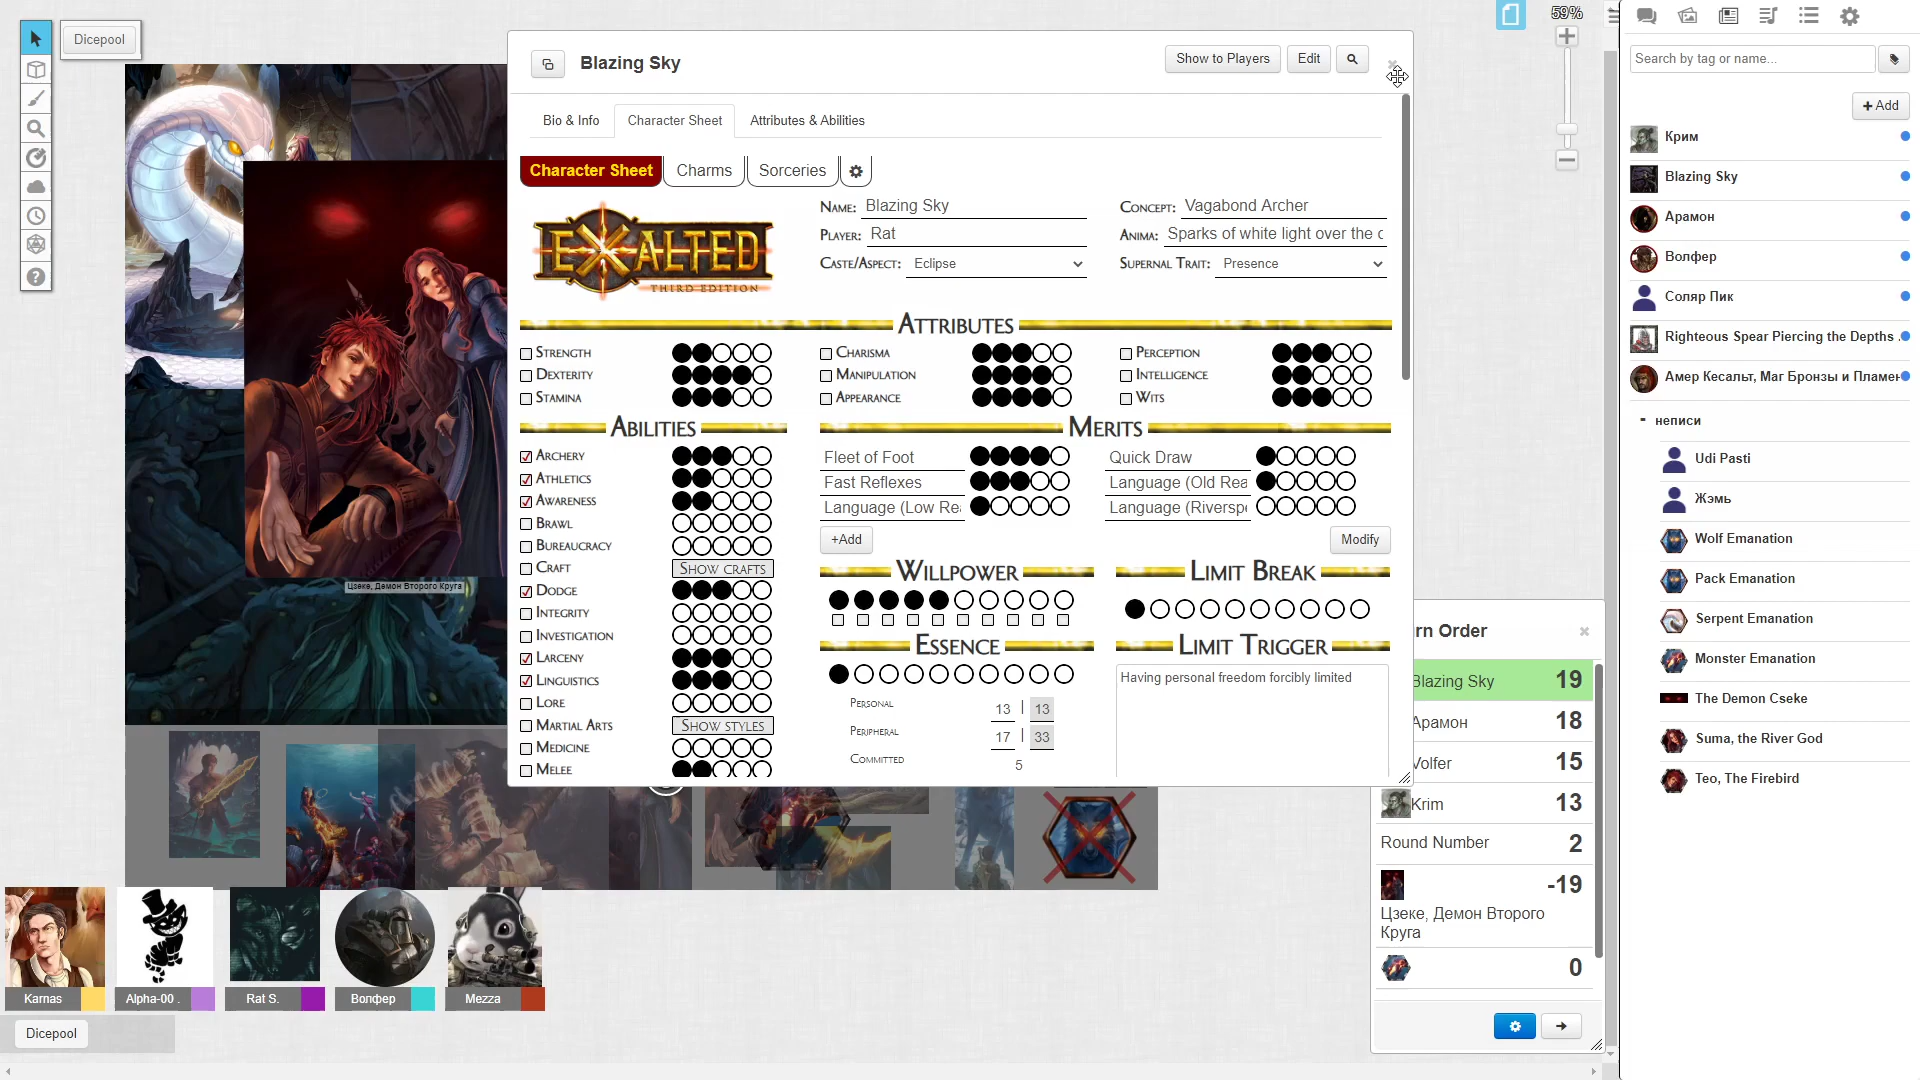 Dicepool
Blazing Sky
Show to Players
Edit
Bio & Info
Character Sheet
Attributes & Abilities
Character Sheet
Charms
Sorceries
EXALTED
THIRD EDITION
Name: Blazing Sky
Player: Rat
Caste/Aspect: Eclipse
Concept: Vagabond Archer
Anima: Sparks of white light over the c
Supernal Trait: Presence
Attributes
Strength
Dexterity
Stamina
Charisma
Manipulation
Appearance
Perception
Intelligence
Wits
Abilities
Archery
Athletics
Awareness
Brawl
Bureaucracy
Craft
Show Crafts
Dodge
Integrity
Investigation
Larceny
Linguistics
Lore
Martial Arts
Show Styles
Medicine
Melee
Merits
Fleet of Foot
Quick Draw
Fast Reflexes
Language (Old Rea
Language (Low Rea
Language (Riverspe
+Add
Modify
Willpower
Limit Break
Essence
Limit Trigger
Having personal freedom forcibly limited
Personal 13 | 13
Peripheral 17 | 33
Committed 5
Цзеке, Демон Второго Круга
59%
Search by tag or name...
Add
Крим
Blazing Sky
Арамон
Волфер
Соляр Пик
Righteous Spear Piercing the Depths
Амер Кесальт, Маг Бронзы и Пламен
- неписи
Udi Pasti
Жэмь
Wolf Emanation
Pack Emanation
Serpent Emanation
Monster Emanation
The Demon Cseke
Suma, the River God
Teo, The Firebird
rn Order
Blazing Sky 19
Арамон 18
Volfer 15
Krim 13
Round Number 2
-19
Цзеке, Демон Второго
Круга
0
Karnas
Alpha-00 .
Rat S.
Волфер
Mezza
Dicepool